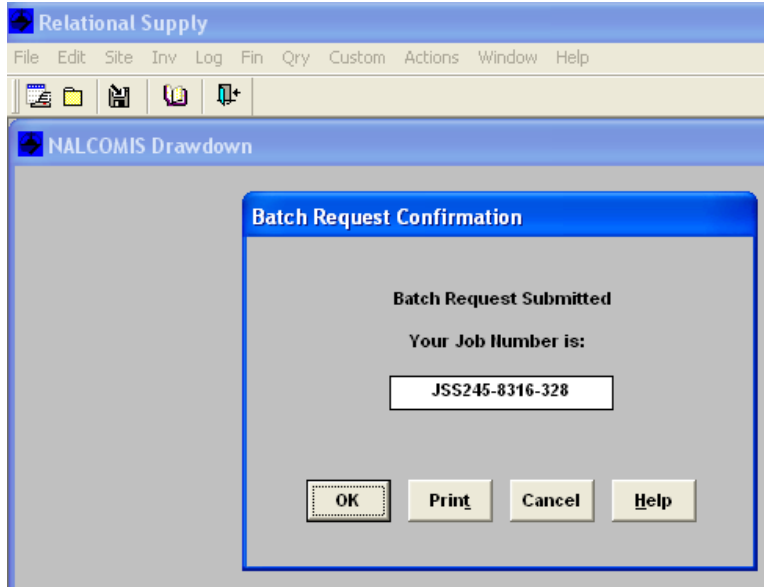 Relational Supply
File Edit Site Inv Log Fin Qry Custom Actions Window Help
NALCOMIS Drawdown
Batch Request Confirmation
Batch Request Submitted
Your Job Number is:
JSS245-8316-328
OK Print Cancel Help